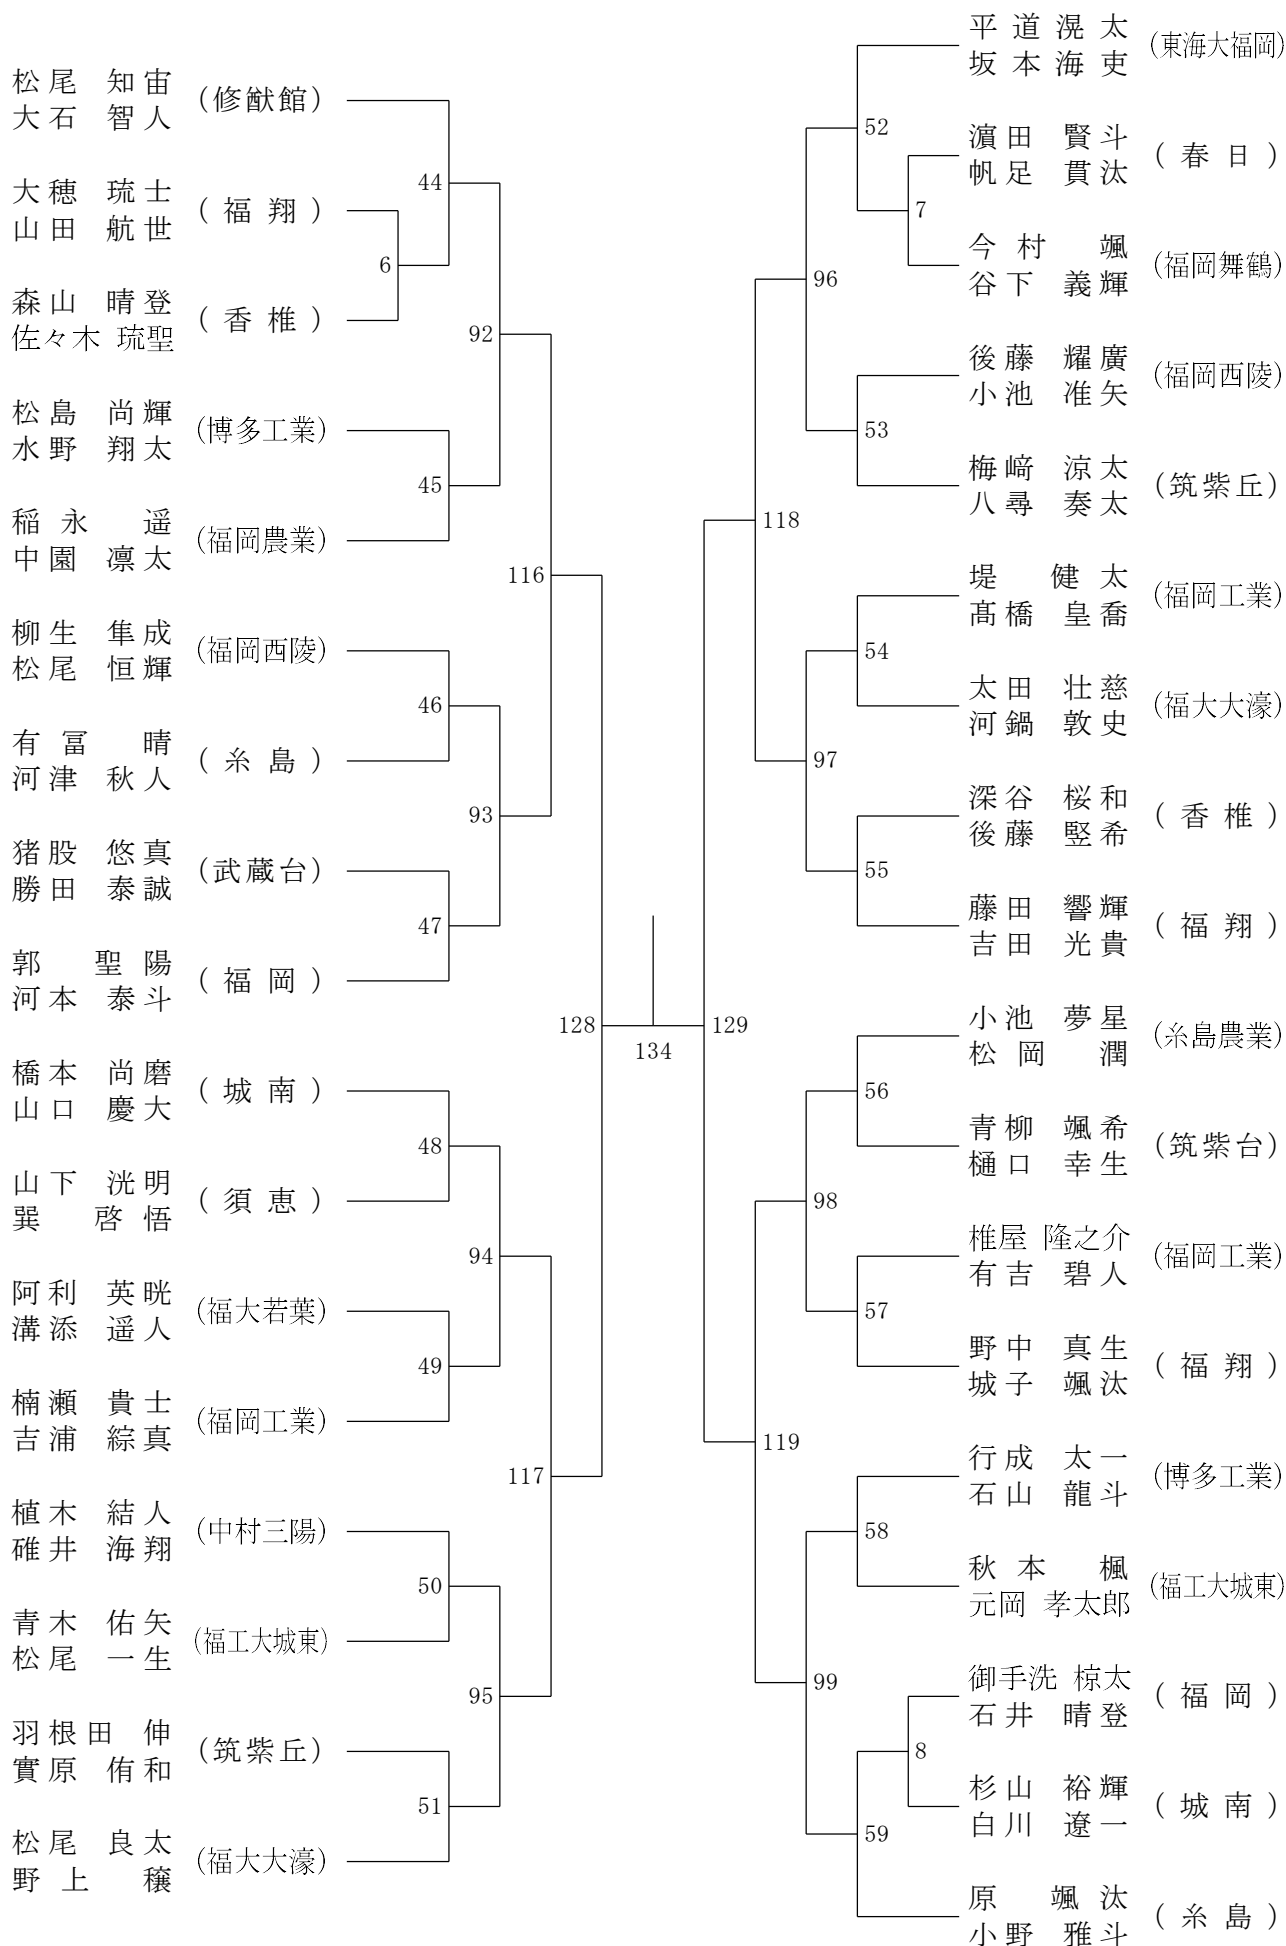 松尾 知宙
大石 智人
(修猷館)
44
大穂 琉士
山田 航世
(福翔)
6
森山 晴登
佐々木 琉聖
(香椎)
92
松島 尚輝
水野 翔太
(博多工業)
45
稲永 遥
中園 凛太
(福岡農業)
116
柳生 隼成
松尾 恒輝
(福岡西陵)
46
有冨 晴
河津 秋人
(糸島)
93
猪股 悠真
勝田 泰誠
(武蔵台)
47
郭 聖陽
河本 泰斗
(福岡)
128
橋本 尚磨
山口 慶大
(城南)
48
山下 洸明
巽 啓悟
(須恵)
94
阿利 英晄
溝添 遥人
(福大若葉)
49
楠瀬 貴士
吉浦 綜真
(福岡工業)
117
植木 結人
碓井 海翔
(中村三陽)
50
青木 佑矢
松尾 一生
(福工大城東)
95
羽根田 伸
實原 侑和
(筑紫丘)
51
松尾 良太
野上 穣
(福大大濠)
134
平道滉太
坂本海吏
(東海大福岡)
52
濵田 賢斗
帆足 貫汰
(春日)
7
今村 颯
谷下 義輝
(福岡舞鶴)
96
後藤 耀廣
小池 准矢
(福岡西陵)
53
梅﨑 涼太
八尋 奏太
(筑紫丘)
118
堤 健太
髙橋 皇喬
(福岡工業)
54
太田 壮慈
河鍋 敦史
(福大大濠)
97
深谷 桜和
後藤 竪希
(香椎)
55
藤田 響輝
吉田 光貴
(福翔)
129
小池 夢星
松岡 潤
(糸島農業)
56
青柳 颯希
樋口 幸生
(筑紫台)
98
椎屋 隆之介
有吉 碧人
(福岡工業)
57
野中 真生
城子 颯汰
(福翔)
119
行成 太一
石山 龍斗
(博多工業)
58
秋本 楓
元岡 孝太郎
(福工大城東)
99
御手洗 椋太
石井 晴登
(福岡)
8
杉山 裕輝
白川 遼一
(城南)
59
原 颯汰
小野 雅斗
(糸島)